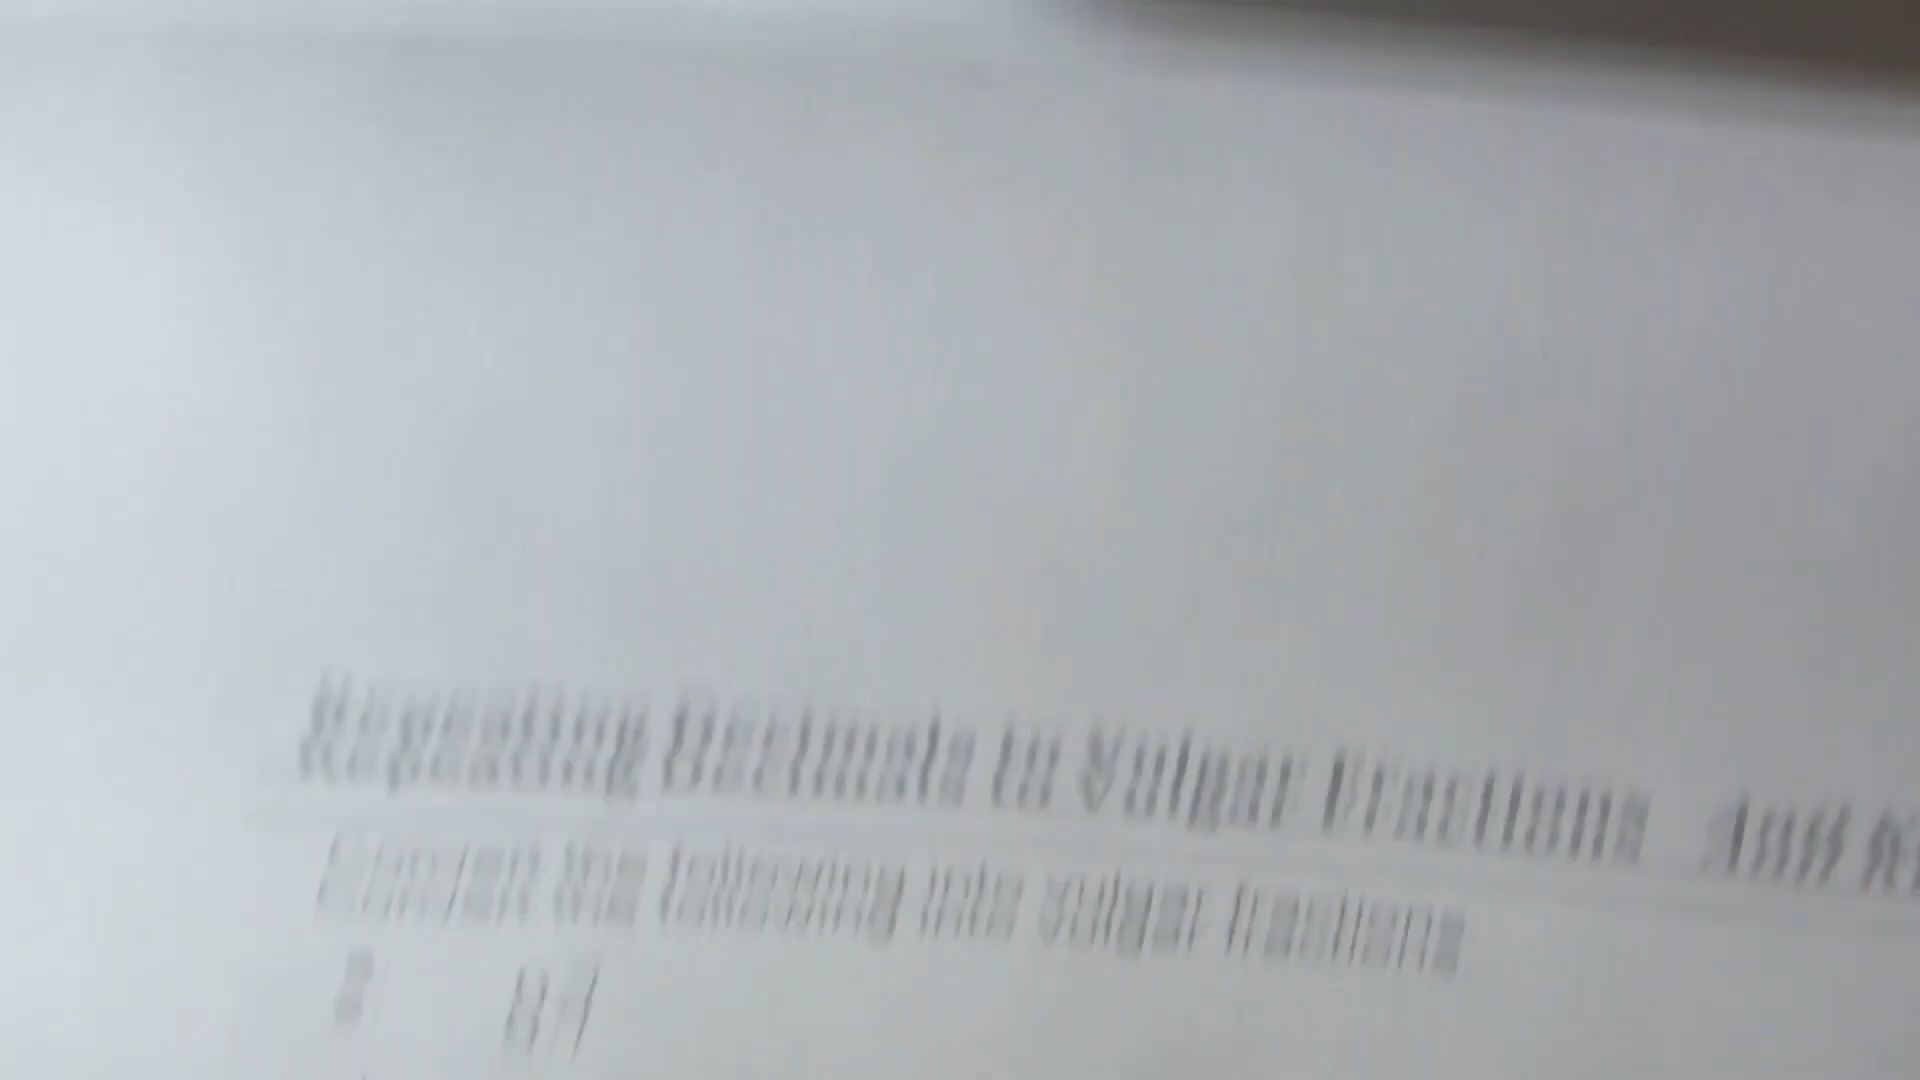 Repeating Decimals to Vulgar Fractions
Convert the following into vulgar fractions